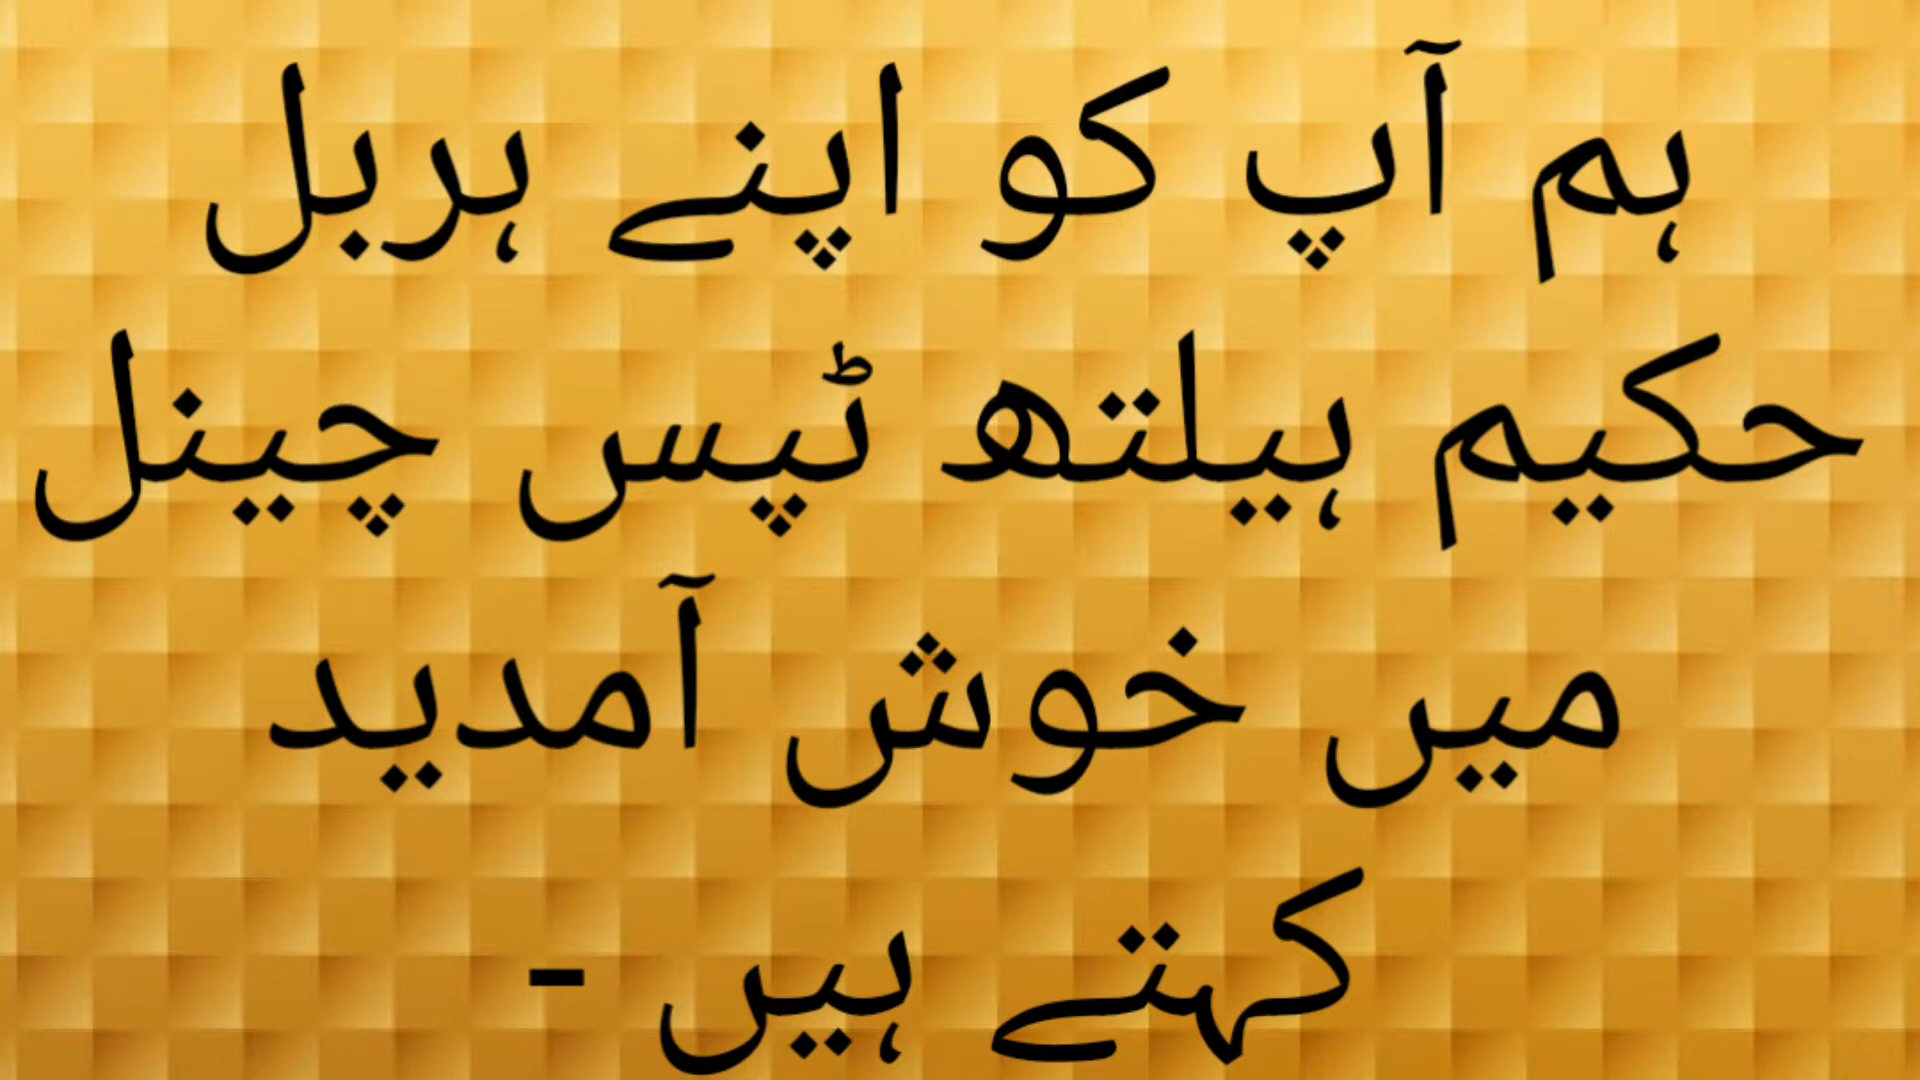 ہم آپ کو اپنے ہربل
حکیم ہیلتھ ٹپس چینل
میں خوش آمدید
کہتے ہیں -